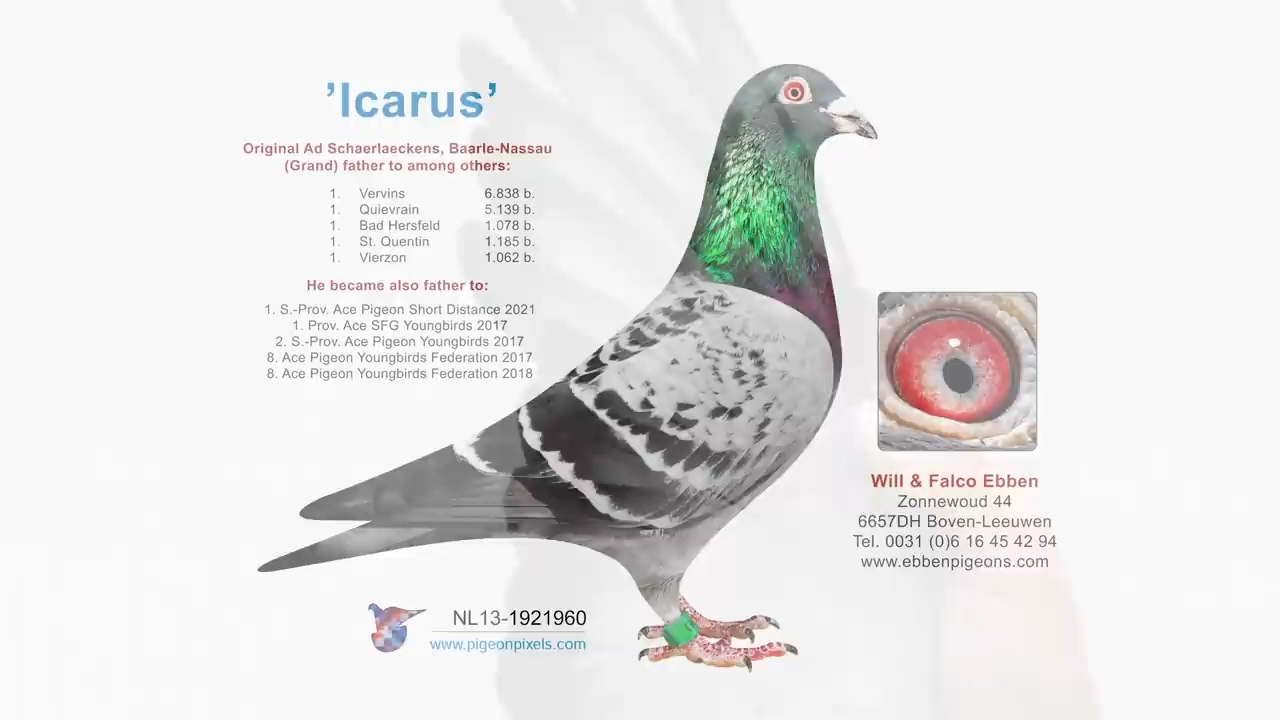 ’Icarus’
Original Ad Schaerlaeckens, Baarle-Nassau
(Grand) father to among others:
1. Vervins 6.838 b.
1. Quievrain 5.139 b.
1. Bad Hersfeld 1.078 b.
1. St. Quentin 1.185 b.
1. Vierzon 1.062 b.
He became also father to:
1. S.-Prov. Ace Pigeon Short Distance 2021
1. Prov. Ace SFG Youngbirds 2017
2. S.-Prov. Ace Pigeon Youngbirds 2017
8. Ace Pigeon Youngbirds Federation 2017
8. Ace Pigeon Youngbirds Federation 2018
Will & Falco Ebben
Zonnewoud 44
6657DH Boven-Leeuwen
Tel. 0031 (0)6 16 45 42 94
www.ebbenpigeons.com
NL13-1921960
www.pigeonpixels.com